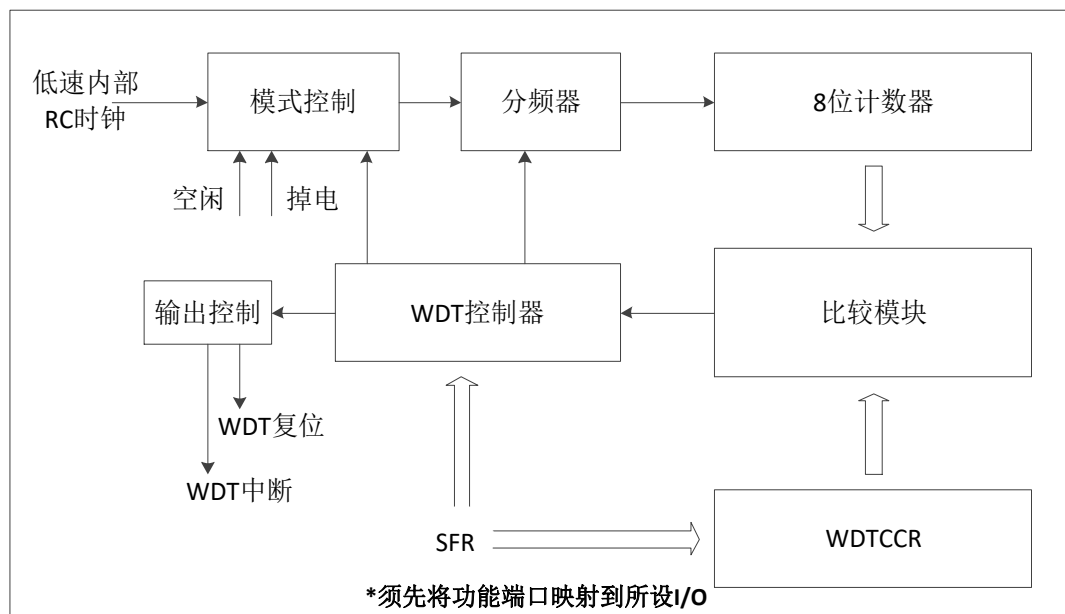 低速内部
RC时钟
模式控制
分频器
8位计数器
空闲
掉电
输出控制
WDT控制器
比较模块
WDT复位
WDT中断
SFR
WDTCCR
*须先将功能端口映射到所设I/O